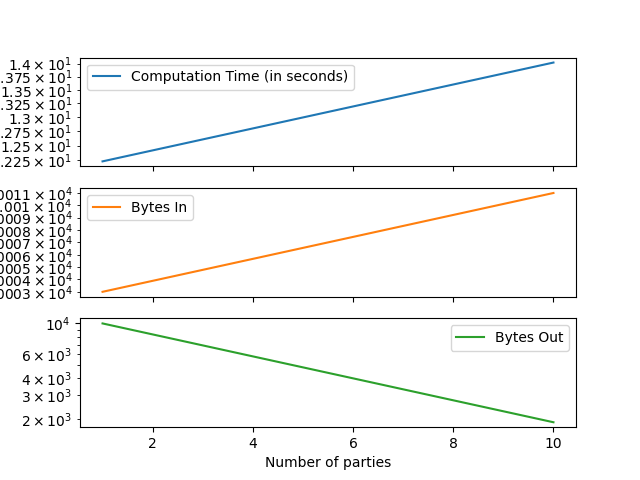 1.4 × 10¹
.375 × 10¹
1.35 × 10¹
.325 × 10¹
1.3 × 10¹
.275 × 10¹
1.25 × 10¹
.225 × 10¹
Computation Time (in seconds)
0011 × 10⁴
.001 × 10⁴
0009 × 10⁴
0008 × 10⁴
0007 × 10⁴
0006 × 10⁴
0005 × 10⁴
0004 × 10⁴
0003 × 10⁴
Bytes In
10⁴
6 × 10³
4 × 10³
3 × 10³
2 × 10³
Bytes Out
2 4 6 8 10
Number of parties